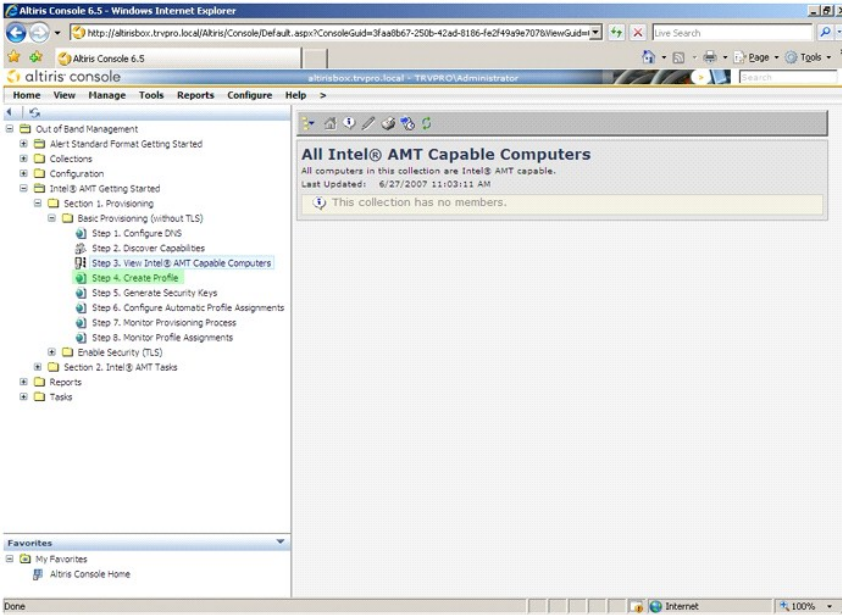 Altiris Console 6.5 - Windows Internet Explorer
http://altirisbox.trvpro.local/Altiris/Console/Default.aspx?ConsoleGuid=3faa8b67-250b-42ad-8186-fe2f49a9e707&ViewGuid=
Live Search
Altiris Console 6.5
Page
Tools
altiris console
altirisbox.trvpro.local - TRVPRO\Administrator
Search
Home View Manage Tools Reports Configure Help >
Out of Band Management
Alert Standard Format Getting Started
Collections
Configuration
Intel® AMT Getting Started
Section 1. Provisioning
Basic Provisioning (without TLS)
Step 1. Configure DNS
Step 2. Discover Capabilities
Step 3. View Intel® AMT Capable Computers
Step 4. Create Profile
Step 5. Generate Security Keys
Step 6. Configure Automatic Profile Assignments
Step 7. Monitor Provisioning Process
Step 8. Monitor Profile Assignments
Enable Security (TLS)
Section 2. Intel® AMT Tasks
Reports
Tasks
All Intel® AMT Capable Computers
All computers in this collection are Intel® AMT capable.
Last Updated: 6/27/2007 11:03:11 AM
This collection has no members.
Favorites
My Favorites
Altiris Console Home
Done
Internet
100%